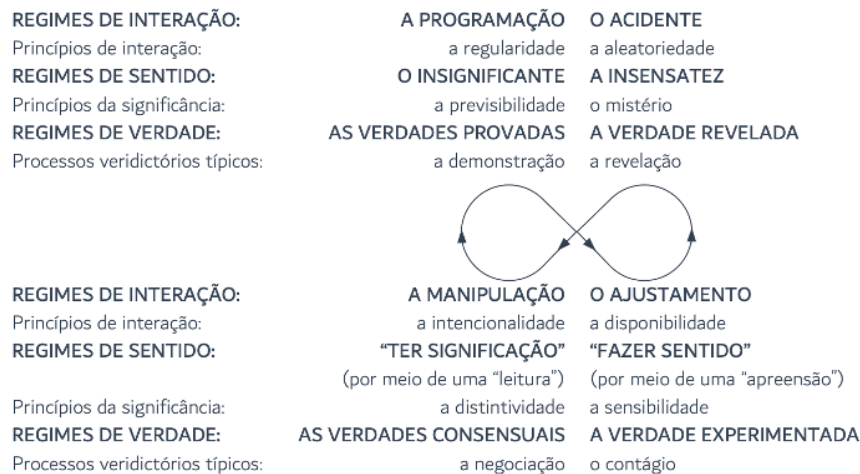 REGIMES DE INTERAÇÃO: A PROGRAMAÇÃO O ACIDENTE
Princípios de interação: a regularidade a aleatoriedade
REGIMES DE SENTIDO: O INSIGNIFICANTE A INSENSATEZ
Princípios da significância: a previsibilidade o mistério
REGIMES DE VERDADE: AS VERDADES PROVADAS A VERDADE REVELADA
Processos veridictórios típicos: a demonstração a revelação
REGIMES DE INTERAÇÃO: A MANIPULAÇÃO O AJUSTAMENTO
Princípios de interação: a intencionalidade a disponibilidade
REGIMES DE SENTIDO: “TER SIGNIFICAÇÃO” “FAZER SENTIDO”
(por meio de uma “leitura”) (por meio de uma “apreensão”)
Princípios da significância: a distintividade a sensibilidade
REGIMES DE VERDADE: AS VERDADES CONSENSUAIS A VERDADE EXPERIMENTADA
Processos veridictórios típicos: a negociação o contágio